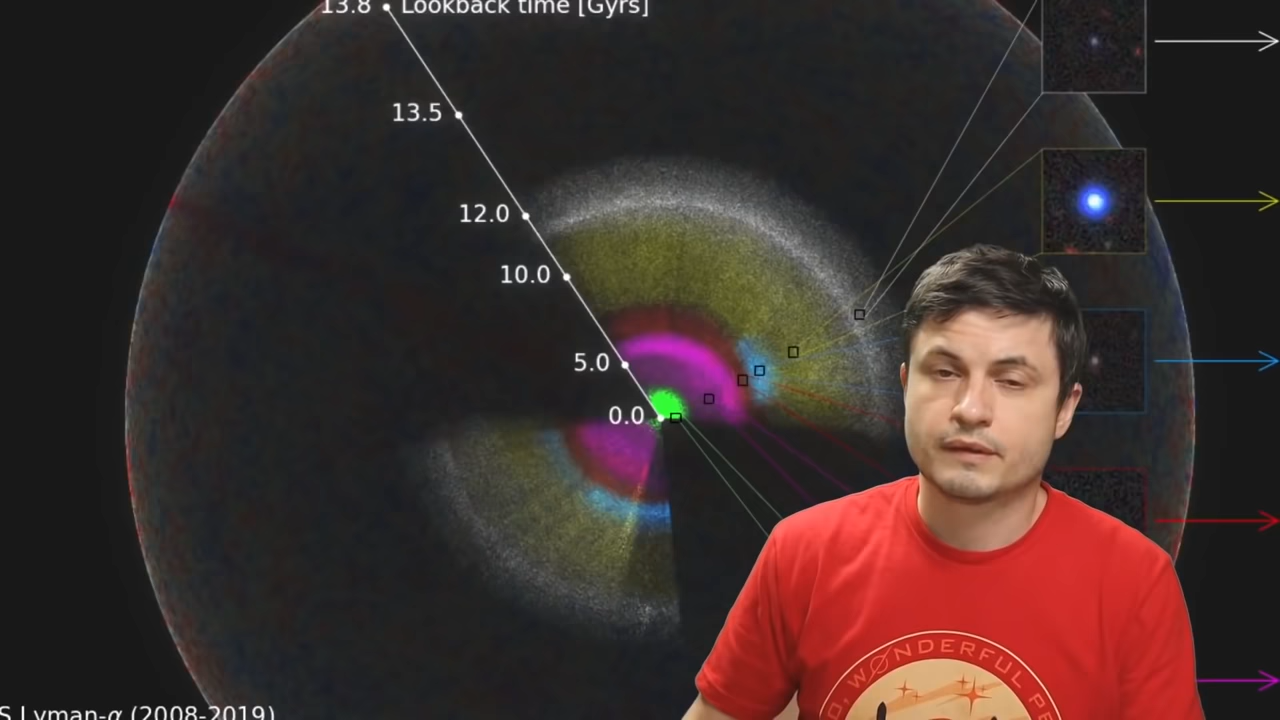 13.8 Lookback time [Gyrs]
13.5
12.0
10.0
5.0
0.0
WONDERFUL
S Lyman-α (2008-2019)